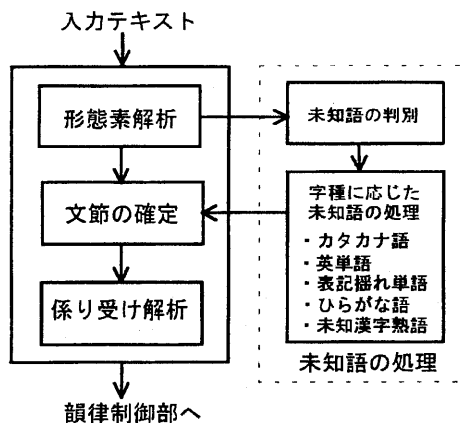 入力テキスト
形態素解析
文節の確定
係り受け解析
韻律制御部へ
未知語の判別
字種に応じた
未知語の処理
・カタカナ語
・英単語
・表記揺れ単語
・ひらがな語
・未知漢字熟語
未知語の処理